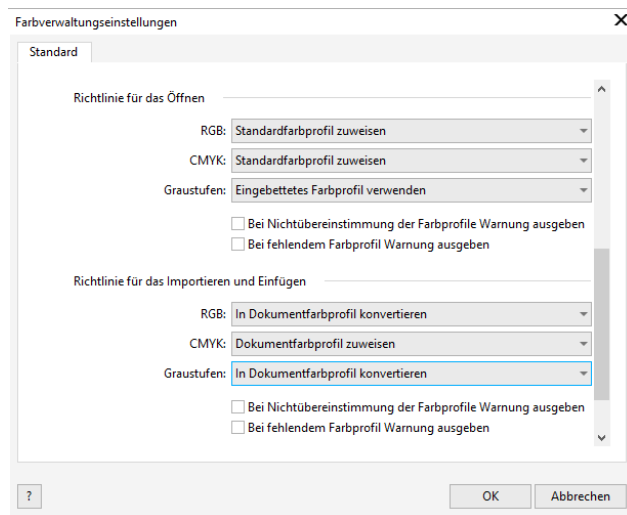 Farbverwaltungseinstellungen
Standard
Richtlinie für das Öffnen
RGB: Standardfarbprofil zuweisen
CMYK: Standardfarbprofil zuweisen
Graustufen: Eingebettetes Farbprofil verwenden
Bei Nichtübereinstimmung der Farbprofile Warnung ausgeben
Bei fehlendem Farbprofil Warnung ausgeben
Richtlinie für das Importieren und Einfügen
RGB: In Dokumentfarbprofil konvertieren
CMYK: Dokumentfarbprofil zuweisen
Graustufen: In Dokumentfarbprofil konvertieren
Bei Nichtübereinstimmung der Farbprofile Warnung ausgeben
Bei fehlendem Farbprofil Warnung ausgeben
? OK Abbrechen